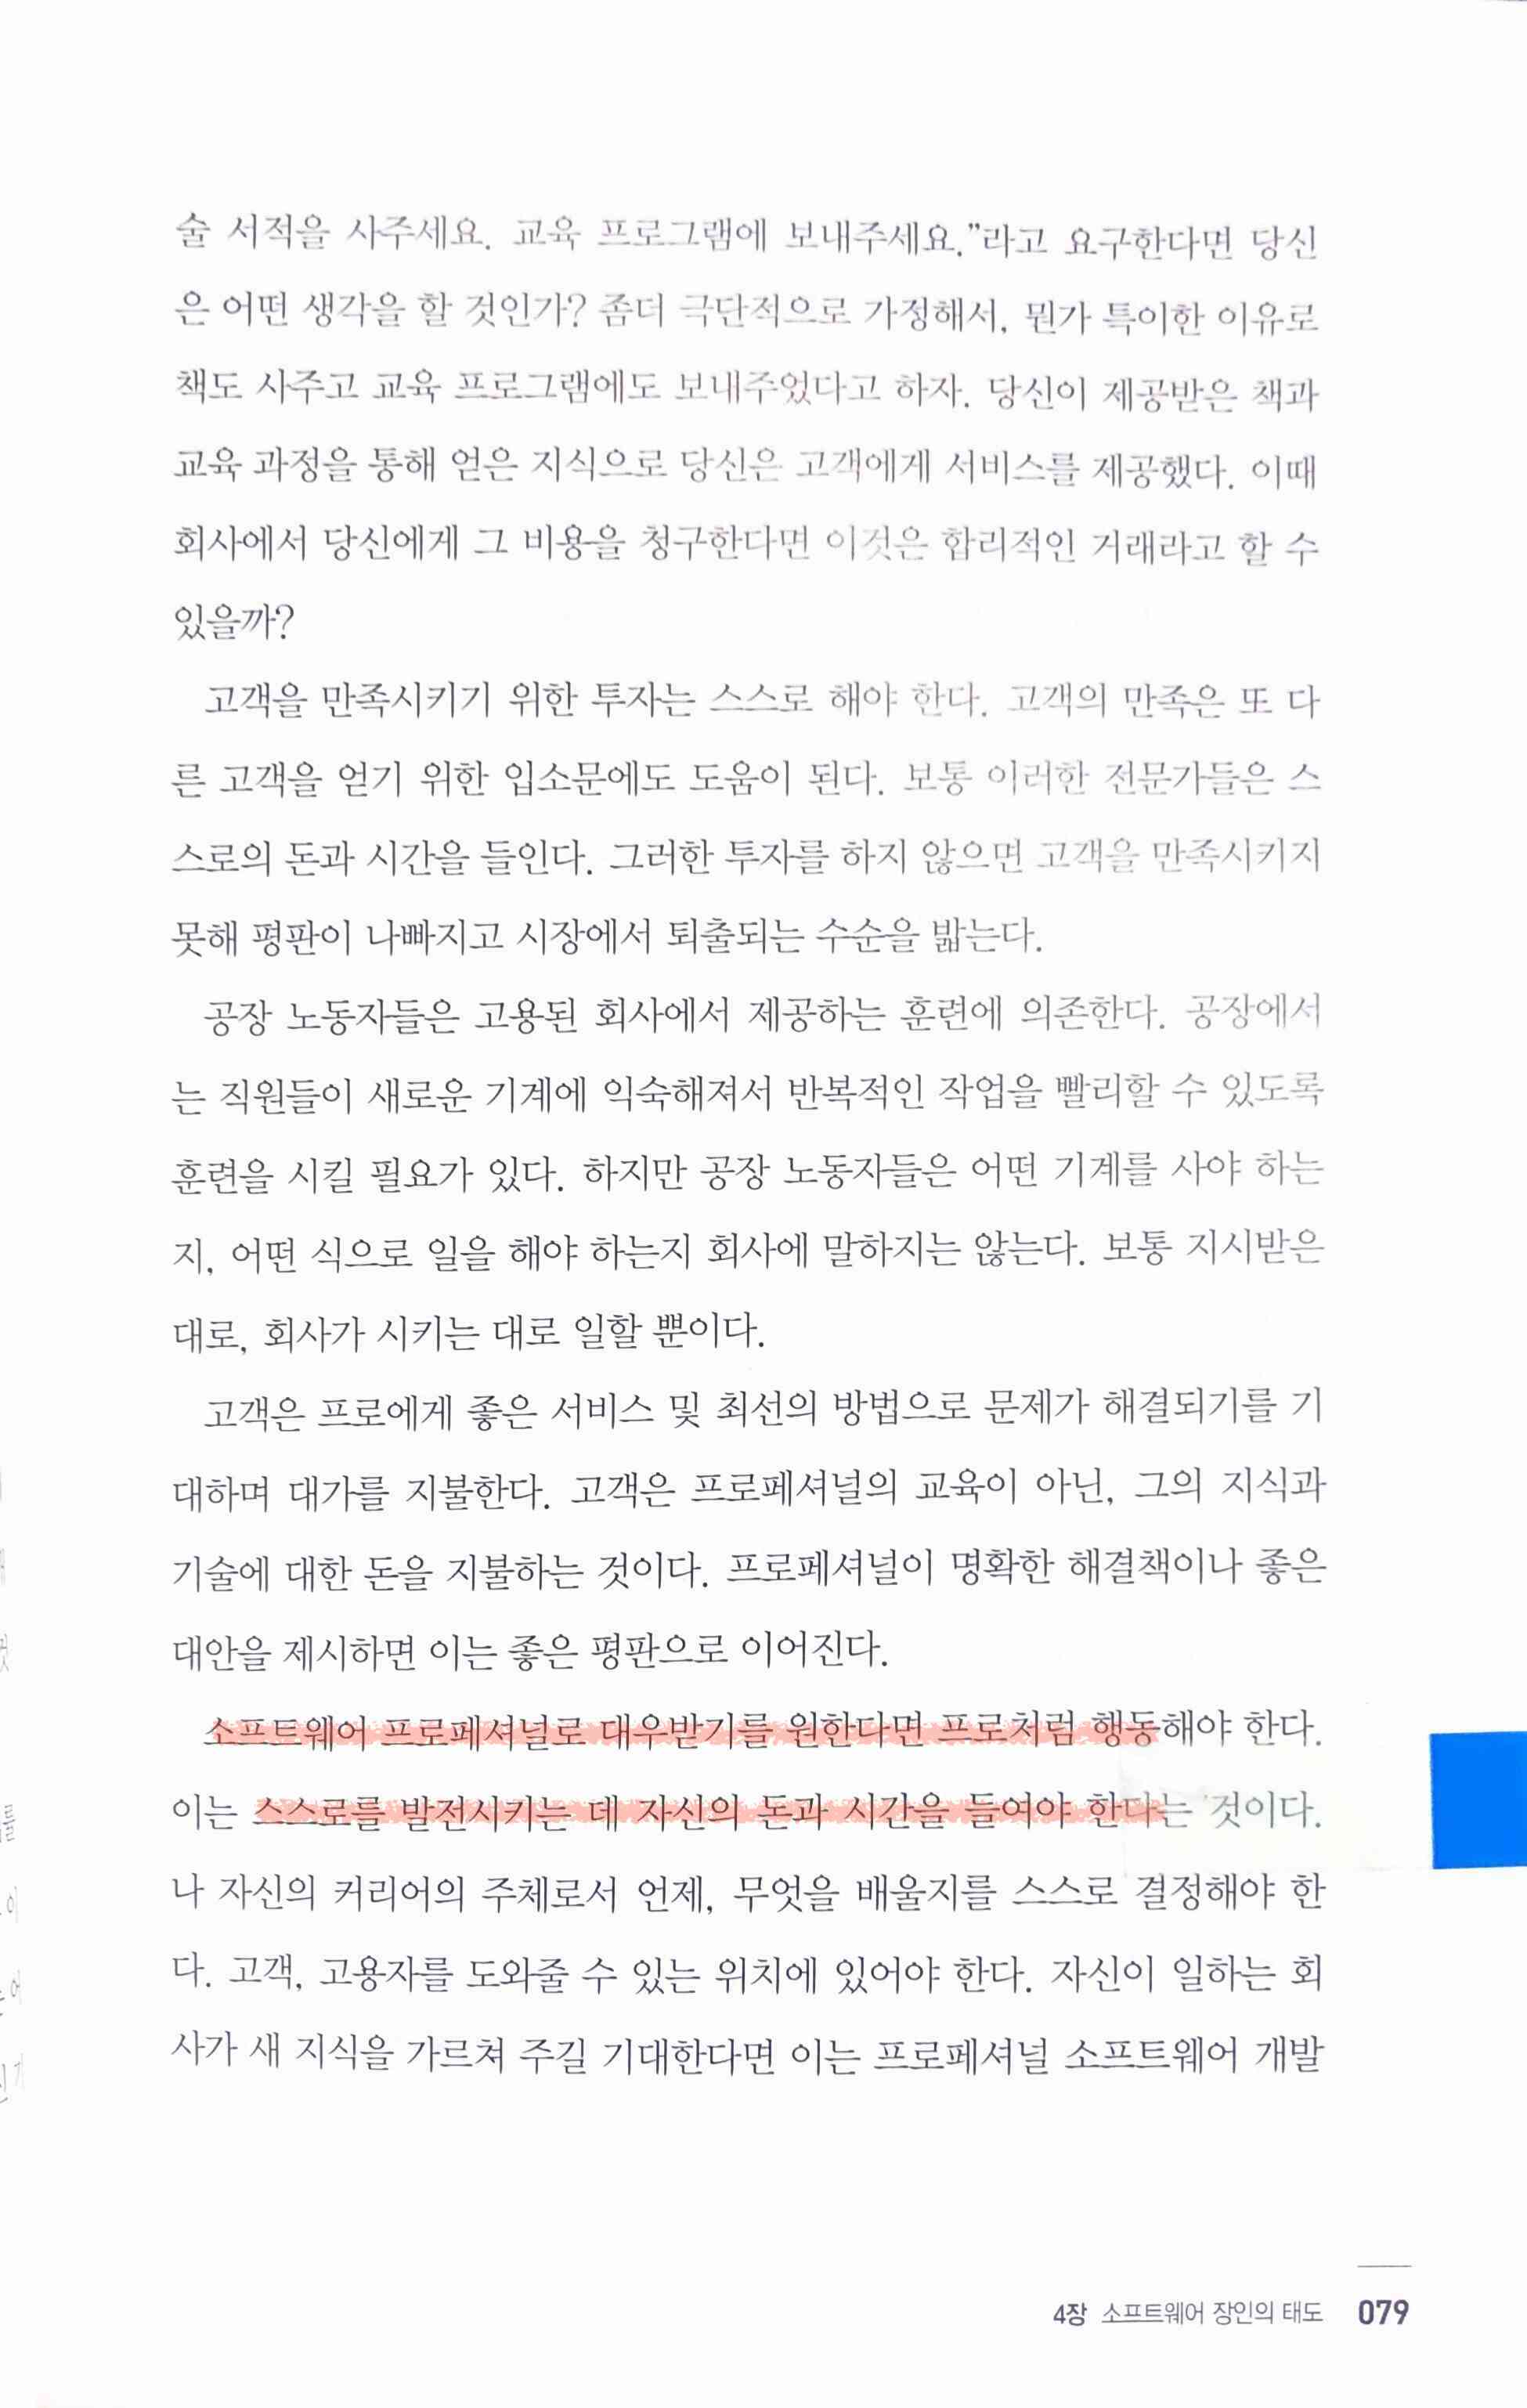 술 서적을 사주세요. 교육 프로그램에 보내주세요.”라고 요구한다면 당신
은 어떤 생각을 할 것인가? 좀더 극단적으로 가정해서, 뭔가 특이한 이유로
책도 사주고 교육 프로그램에도 보내주었다고 하자. 당신이 제공받은 책과
교육 과정을 통해 얻은 지식으로 당신은 고객에게 서비스를 제공했다. 이때
회사에서 당신에게 그 비용을 청구한다면 이것은 합리적인 거래라고 할 수
있을까?
고객을 만족시키기 위한 투자는 스스로 해야 한다. 고객의 만족은 또 다
른 고객을 얻기 위한 입소문에도 도움이 된다. 보통 이러한 전문가들은 스
스로의 돈과 시간을 들인다. 그러한 투자를 하지 않으면 고객을 만족시키지
못해 평판이 나빠지고 시장에서 퇴출되는 수순을 밟는다.
공장 노동자들은 고용된 회사에서 제공하는 훈련에 의존한다. 공장에서
는 직원들이 새로운 기계에 익숙해져서 반복적인 작업을 빨리할 수 있도록
훈련을 시킬 필요가 있다. 하지만 공장 노동자들은 어떤 기계를 사야 하는
지, 어떤 식으로 일을 해야 하는지 회사에 말하지는 않는다. 보통 지시받은
대로, 회사가 시키는 대로 일할 뿐이다.
고객은 프로에게 좋은 서비스 및 최선의 방법으로 문제가 해결되기를 기
대하며 대가를 지불한다. 고객은 프로페셔널의 교육이 아닌, 그의 지식과
기술에 대한 돈을 지불하는 것이다. 프로페셔널이 명확한 해결책이나 좋은
대안을 제시하면 이는 좋은 평판으로 이어진다.
소프트웨어 프로페셔널로 대우받기를 원한다면 프로처럼 행동해야 한다.
이는 스스로를 발전시키는 데 자신의 돈과 시간을 들여야 한다는 것이다.
나 자신의 커리어의 주체로서 언제, 무엇을 배울지를 스스로 결정해야 한
다. 고객, 고용자를 도와줄 수 있는 위치에 있어야 한다. 자신이 일하는 회
사가 새 지식을 가르쳐 주길 기대한다면 이는 프로페셔널 소프트웨어 개발
4장 소프트웨어 장인의 태도 079